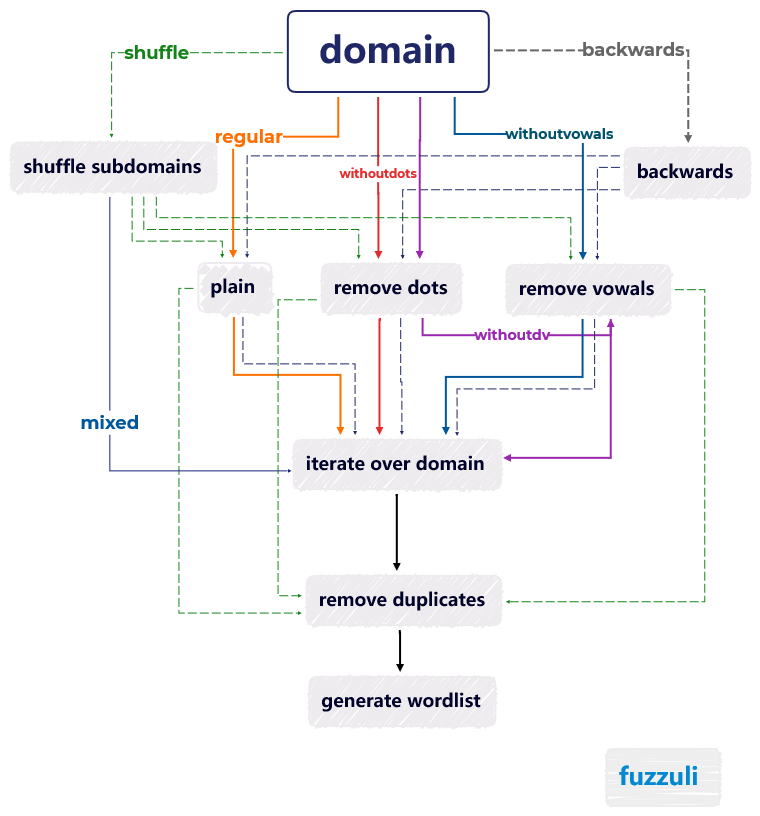 domain
shuffle
backwards
regular
withoutvowals
shuffle subdomains
withoutdots
backwards
plain
remove dots
remove vowals
withoutdv
mixed
iterate over domain
remove duplicates
generate wordlist
fuzzuli